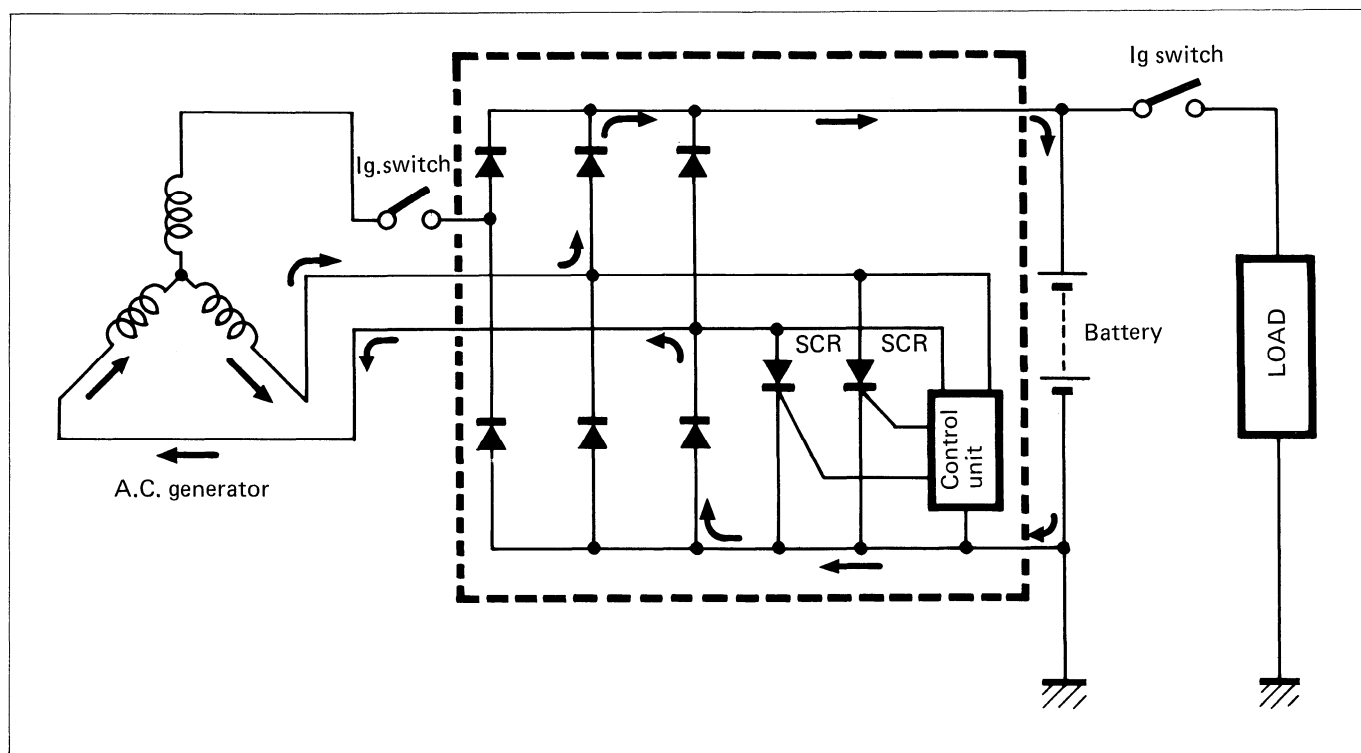 Ig switch
Ig.switch
SCR
SCR
Battery
LOAD
Control
unit
A.C. generator